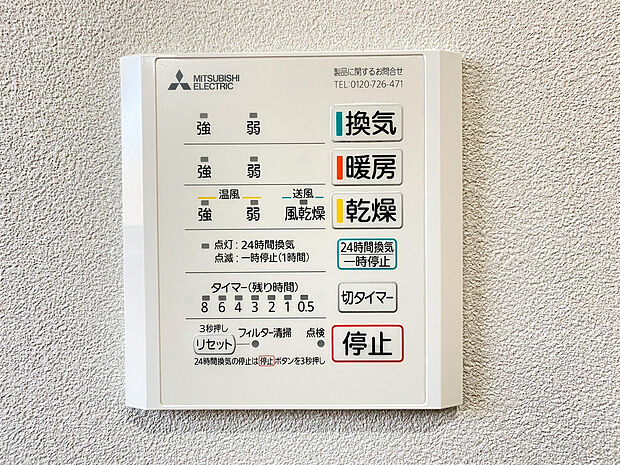 MITSUBISHI
ELECTRIC
製品に関するお問合せ
TEL:0120-726-471
強 弱 換気
強 弱 暖房
温風 送風
強 弱 風乾燥 乾燥
点灯:24時間換気
点滅:一時停止(1時間)
24時間換気
一時停止
タイマー(残り時間)
8 6 4 3 2 1 0.5
切タイマー
3秒押し
リセット フィルター清掃 点検
停止
24時間換気の停止は停止ボタンを3秒押し